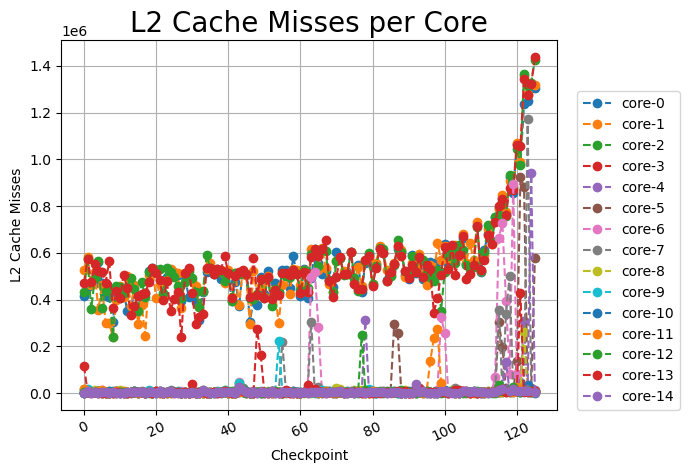 L2 Cache Misses per Core
1e6
1.4
1.2
1.0
0.8
0.6
0.4
0.2
0.0
L2 Cache Misses
0
20
40
60
80
100
120
Checkpoint
core-0
core-1
core-2
core-3
core-4
core-5
core-6
core-7
core-8
core-9
core-10
core-11
core-12
core-13
core-14